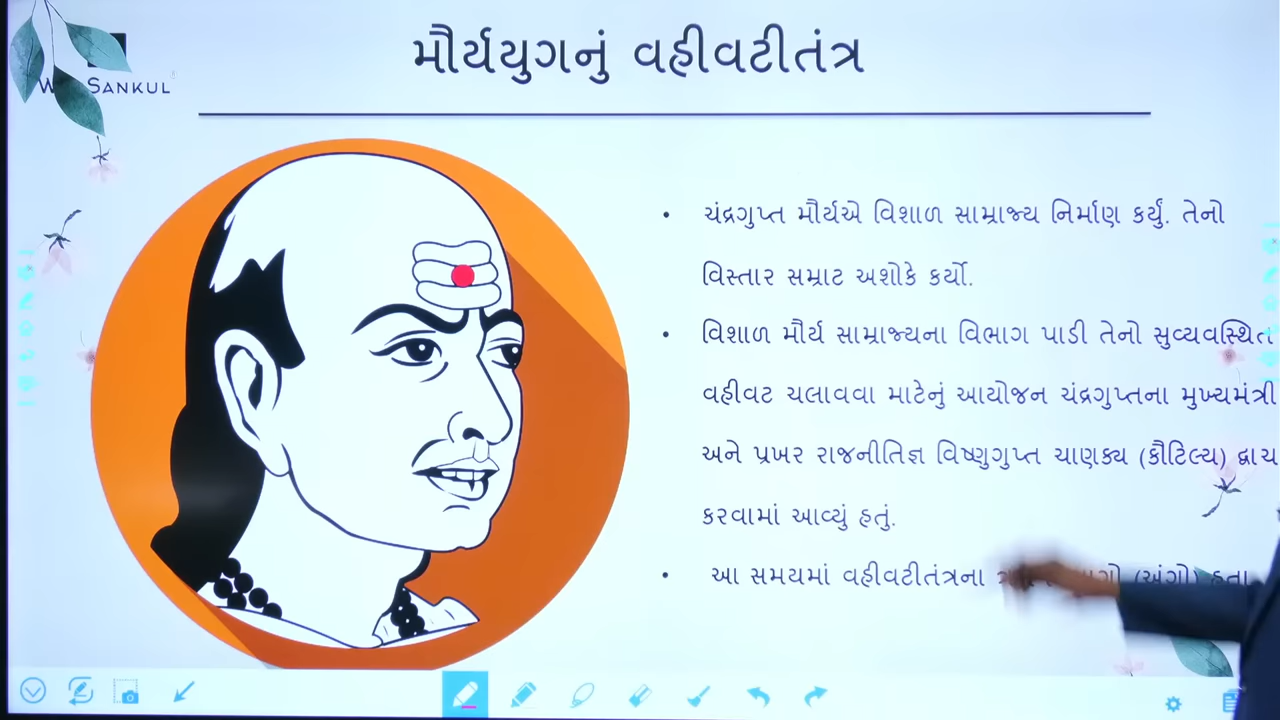 SANKUL
મૌર્યયુગનું વહીવટીતંત્ર
• ચંદ્રગુપ્ત મૌર્યએ વિશાળ સામ્રાજ્ય નિર્માણ કર્યું. તેનો
વિસ્તાર સમ્રાટ અશોકે કર્યો.
• વિશાળ મૌર્ય સામ્રાજ્યના વિભાગ પાડી તેનો સુવ્યવસ્થિત
વહીવટ ચલાવવા માટેનું આયોજન ચંદ્રગુપ્તના મુખ્યમંત્રી
અને પ્રખર રાજનીતિજ્ઞ વિષ્ણુગુપ્ત ચાણક્ય (કૌટિલ્ય)
કરવામાં આવ્યું હતું.
• આ સમયમાં વહીવટીતંત્રના (અંગો) હતા